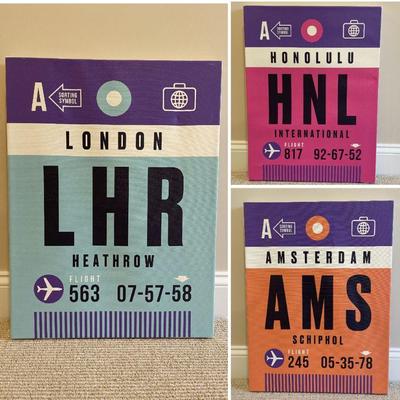 A SORTING SYMBOL
LONDON
LHR
HEATHROW
FLIGHT
563 07-57-58
A SORTING SYMBOL
HONOLULU
HNL
INTERNATIONAL
FLIGHT
817 92-67-52
A SORTING SYMBOL
AMSTERDAM
AMS
SCHIPHOL
FLIGHT
245 05-35-78